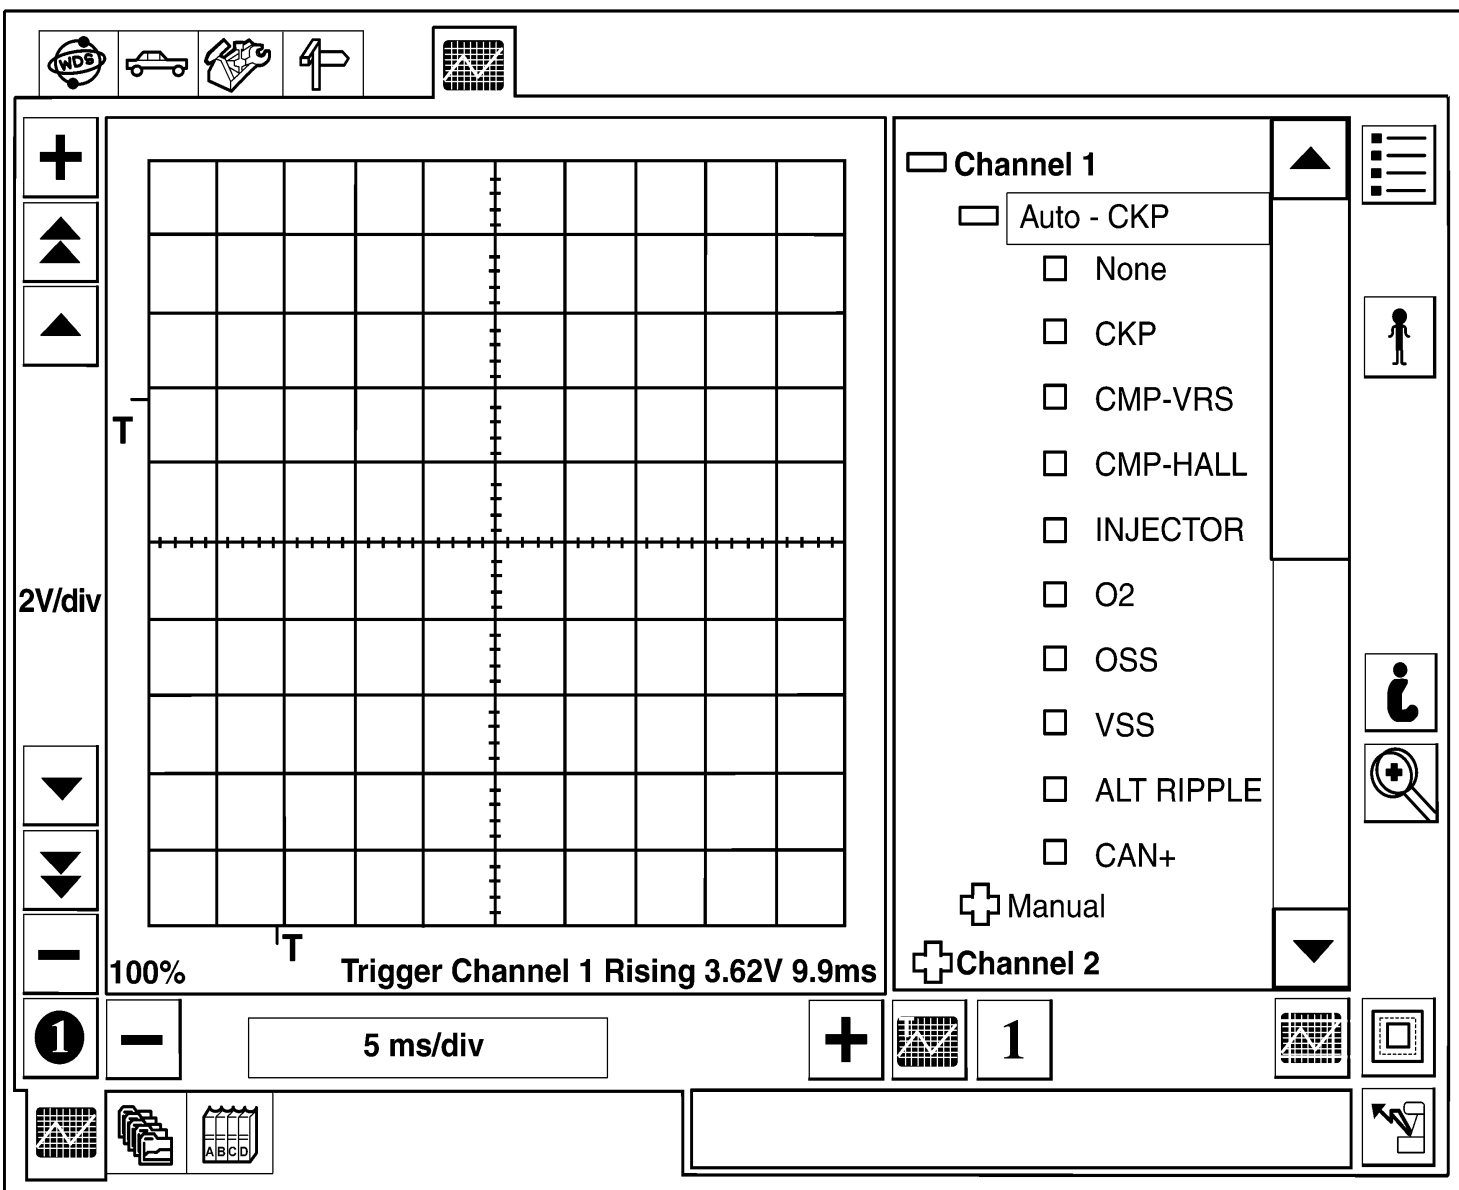 WDS
Channel 1
Auto - CKP
None
CKP
CMP-VRS
CMP-HALL
INJECTOR
O2
OSS
VSS
ALT RIPPLE
CAN+
Manual
Channel 2
T
2V/div
T
100%
Trigger Channel 1 Rising 3.62V 9.9ms
1
5 ms/div
T
1
A B C D